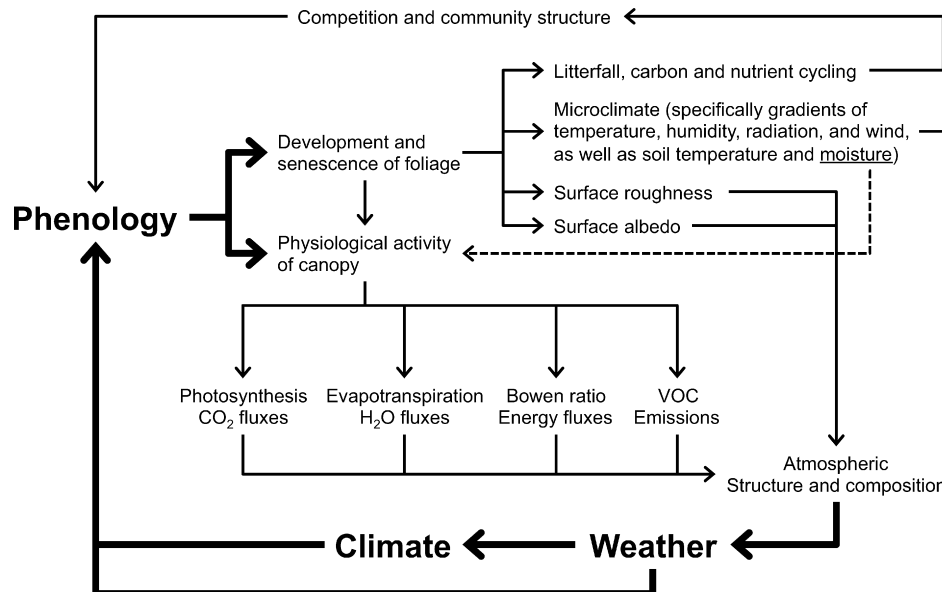 Competition and community structure
Litterfall, carbon and nutrient cycling
Microclimate (specifically gradients of
temperature, humidity, radiation, and wind,
as well as soil temperature and moisture)
Development and
senescence of foliage
Surface roughness
Phenology
Surface albedo
Physiological activity
of canopy
Photosynthesis
CO₂ fluxes
Evapotranspiration
H₂O fluxes
Bowen ratio
Energy fluxes
VOC
Emissions
Atmospheric
Structure and composition
Climate
Weather